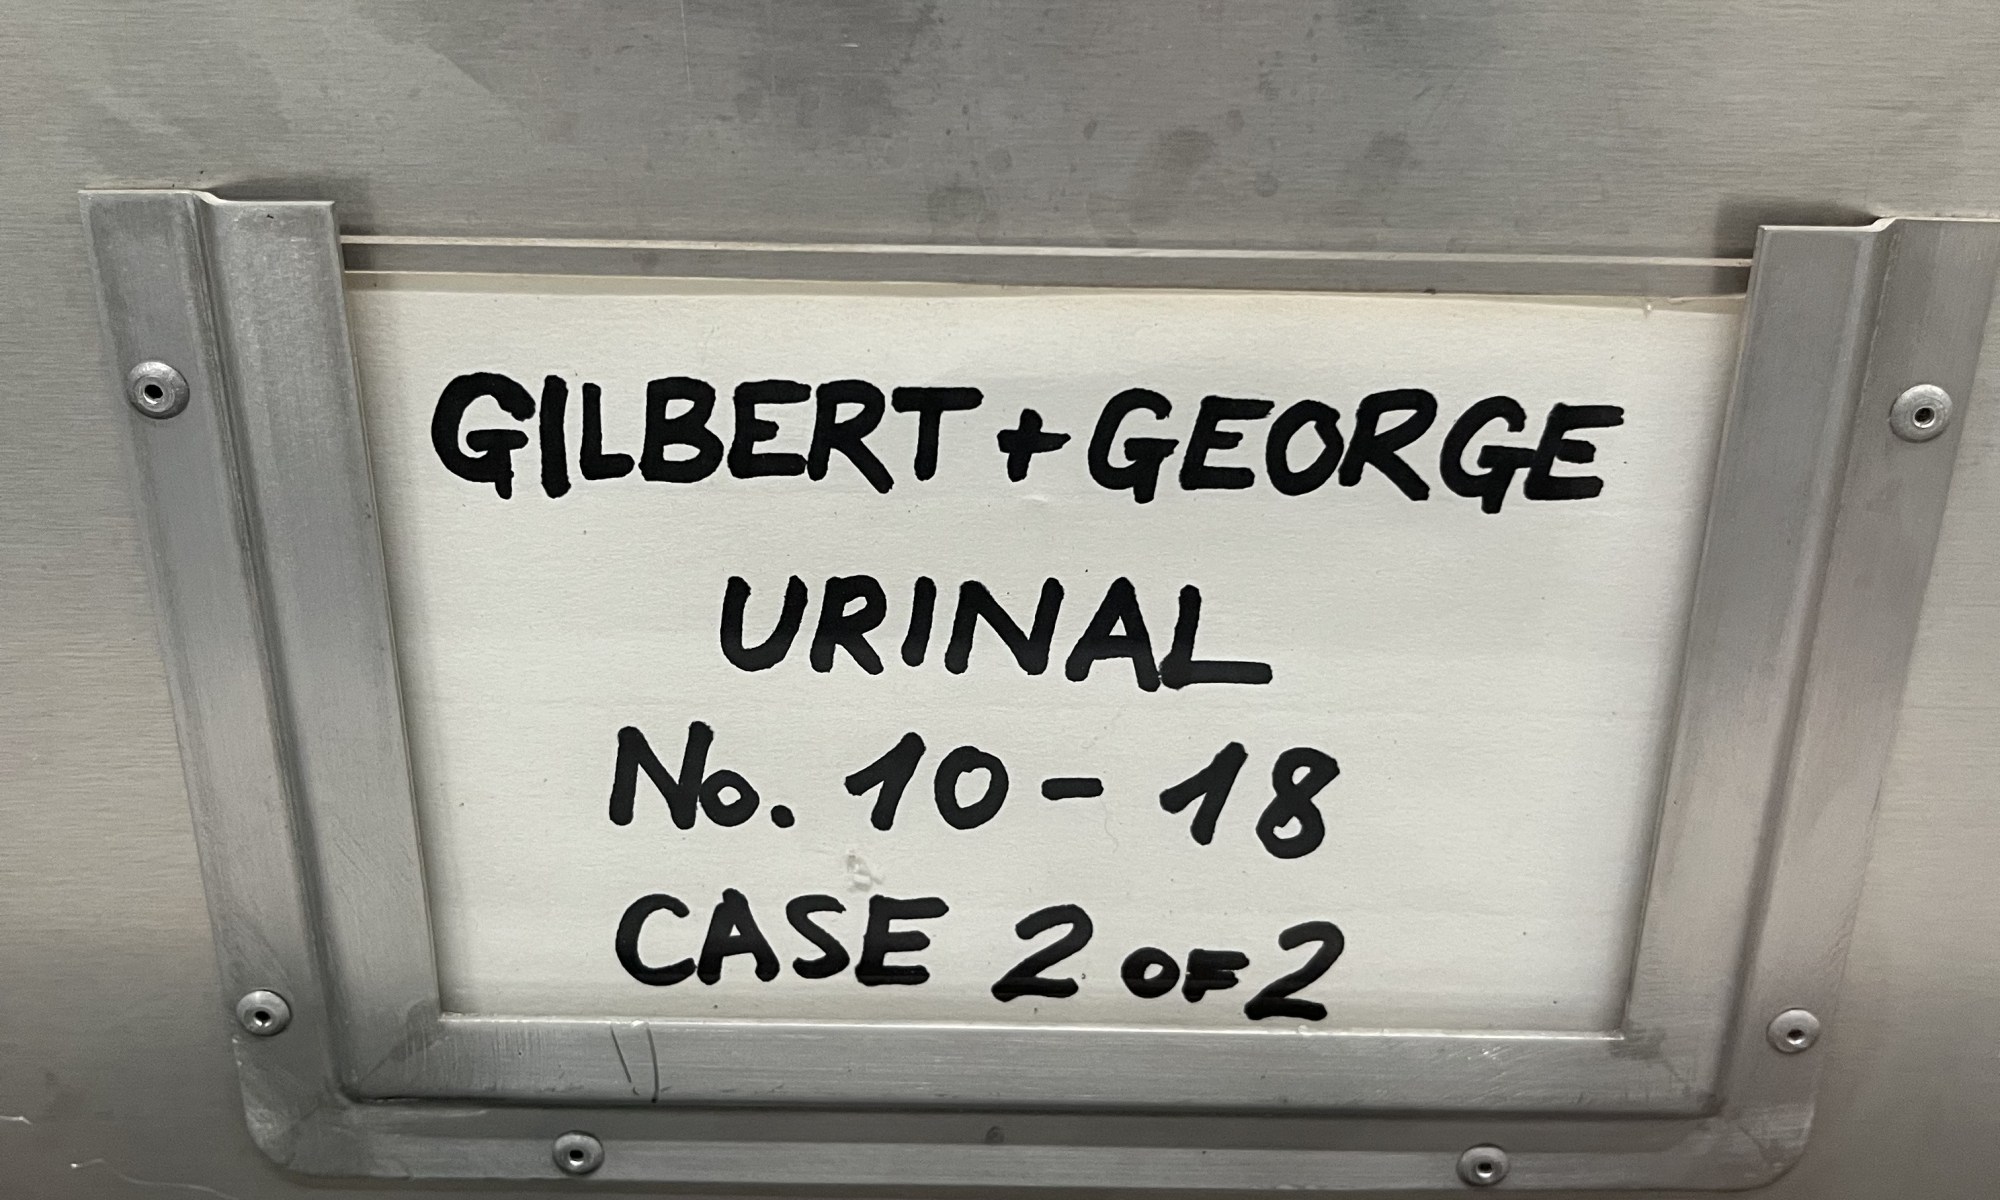 GILBERT + GEORGE
URINAL
No. 10 - 18
CASE 2 OF 2